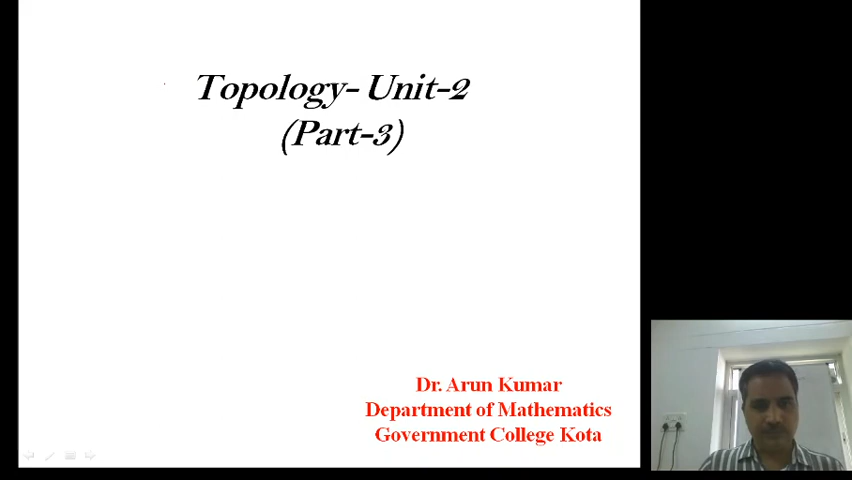 Topology- Unit-2
(Part-3)
Dr. Arun Kumar
Department of Mathematics
Government College Kota